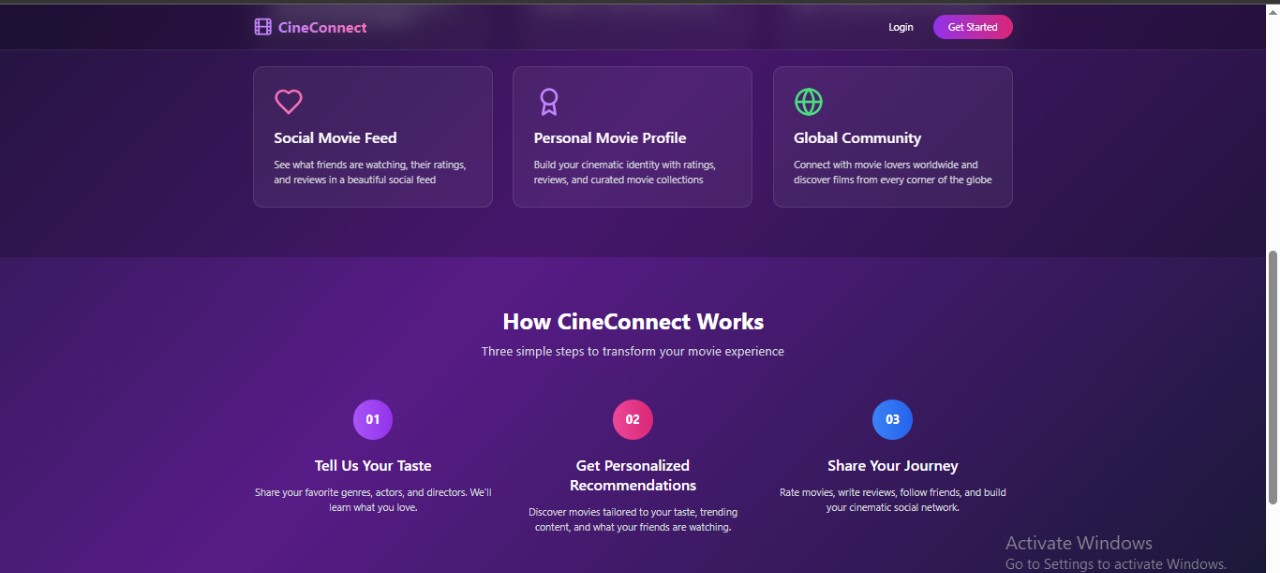 CineConnect
Login
Get Started
Social Movie Feed
See what friends are watching, their ratings,
and reviews in a beautiful social feed
Personal Movie Profile
Build your cinematic identity with ratings,
reviews, and curated movie collections
Global Community
Connect with movie lovers worldwide and
discover films from every corner of the globe
How CineConnect Works
Three simple steps to transform your movie experience
01
Tell Us Your Taste
Share your favorite genres, actors, and directors. We'll
learn what you love.
02
Get Personalized
Recommendations
Discover movies tailored to your taste, trending
content, and what your friends are watching.
03
Share Your Journey
Rate movies, write reviews, follow friends, and build
your cinematic social network.
Activate Windows
Go to Settings to activate Windows.